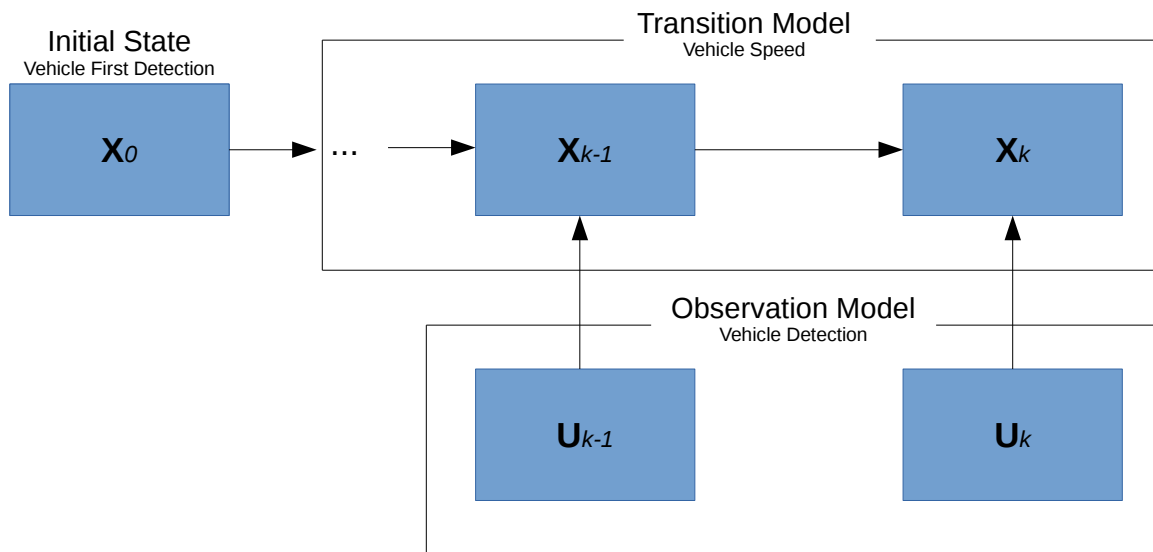 Initial State
Vehicle First Detection
Transition Model
Vehicle Speed
X0
...
Xk-1
Xk
Observation Model
Vehicle Detection
Uk-1
Uk